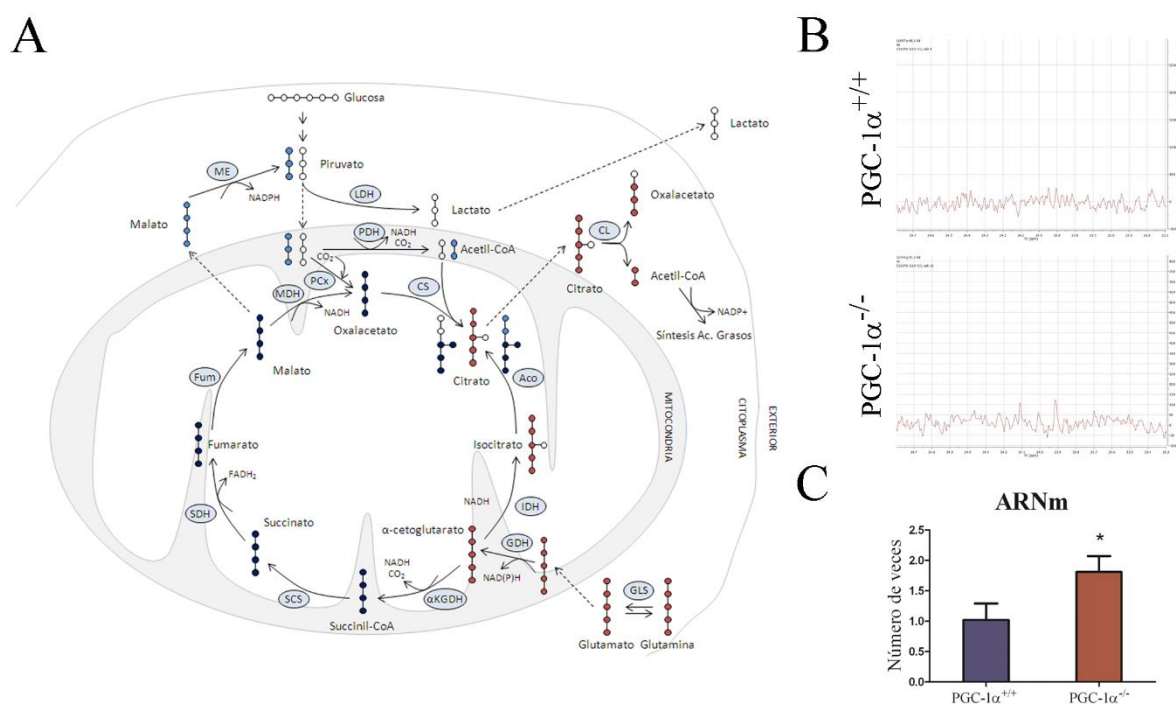 A
Glucosa
Piruvato
ME
NADPH
LDH
Lactato
Lactato
Malato
PDH
NADH
CO₂
Acetil-CoA
CO₂
PCx
MDH
NADH
Oxalacetato
CS
Oxalacetato
CL
Citrato
Acetil-CoA
NADP+
Síntesis Ac. Grasos
Malato
Citrato
Aco
Fum
Fumarato
Isocitrato
MITOCONDRIA
CITOPLASMA
EXTERIOR
FADH₂
SDH
Succinato
NADH
IDH
α-cetoglutarato
GDH
NAD(P)H
NADH
CO₂
αKGDH
SCS
Succinil-CoA
GLS
Glutamato
Glutamina
B
PGC-1α+/+
PGC-1α-/-
C
ARNm
Número de veces
2.5
2.0
1.5
1.0
0.5
0.0
*
PGC-1α+/+
PGC-1α-/-